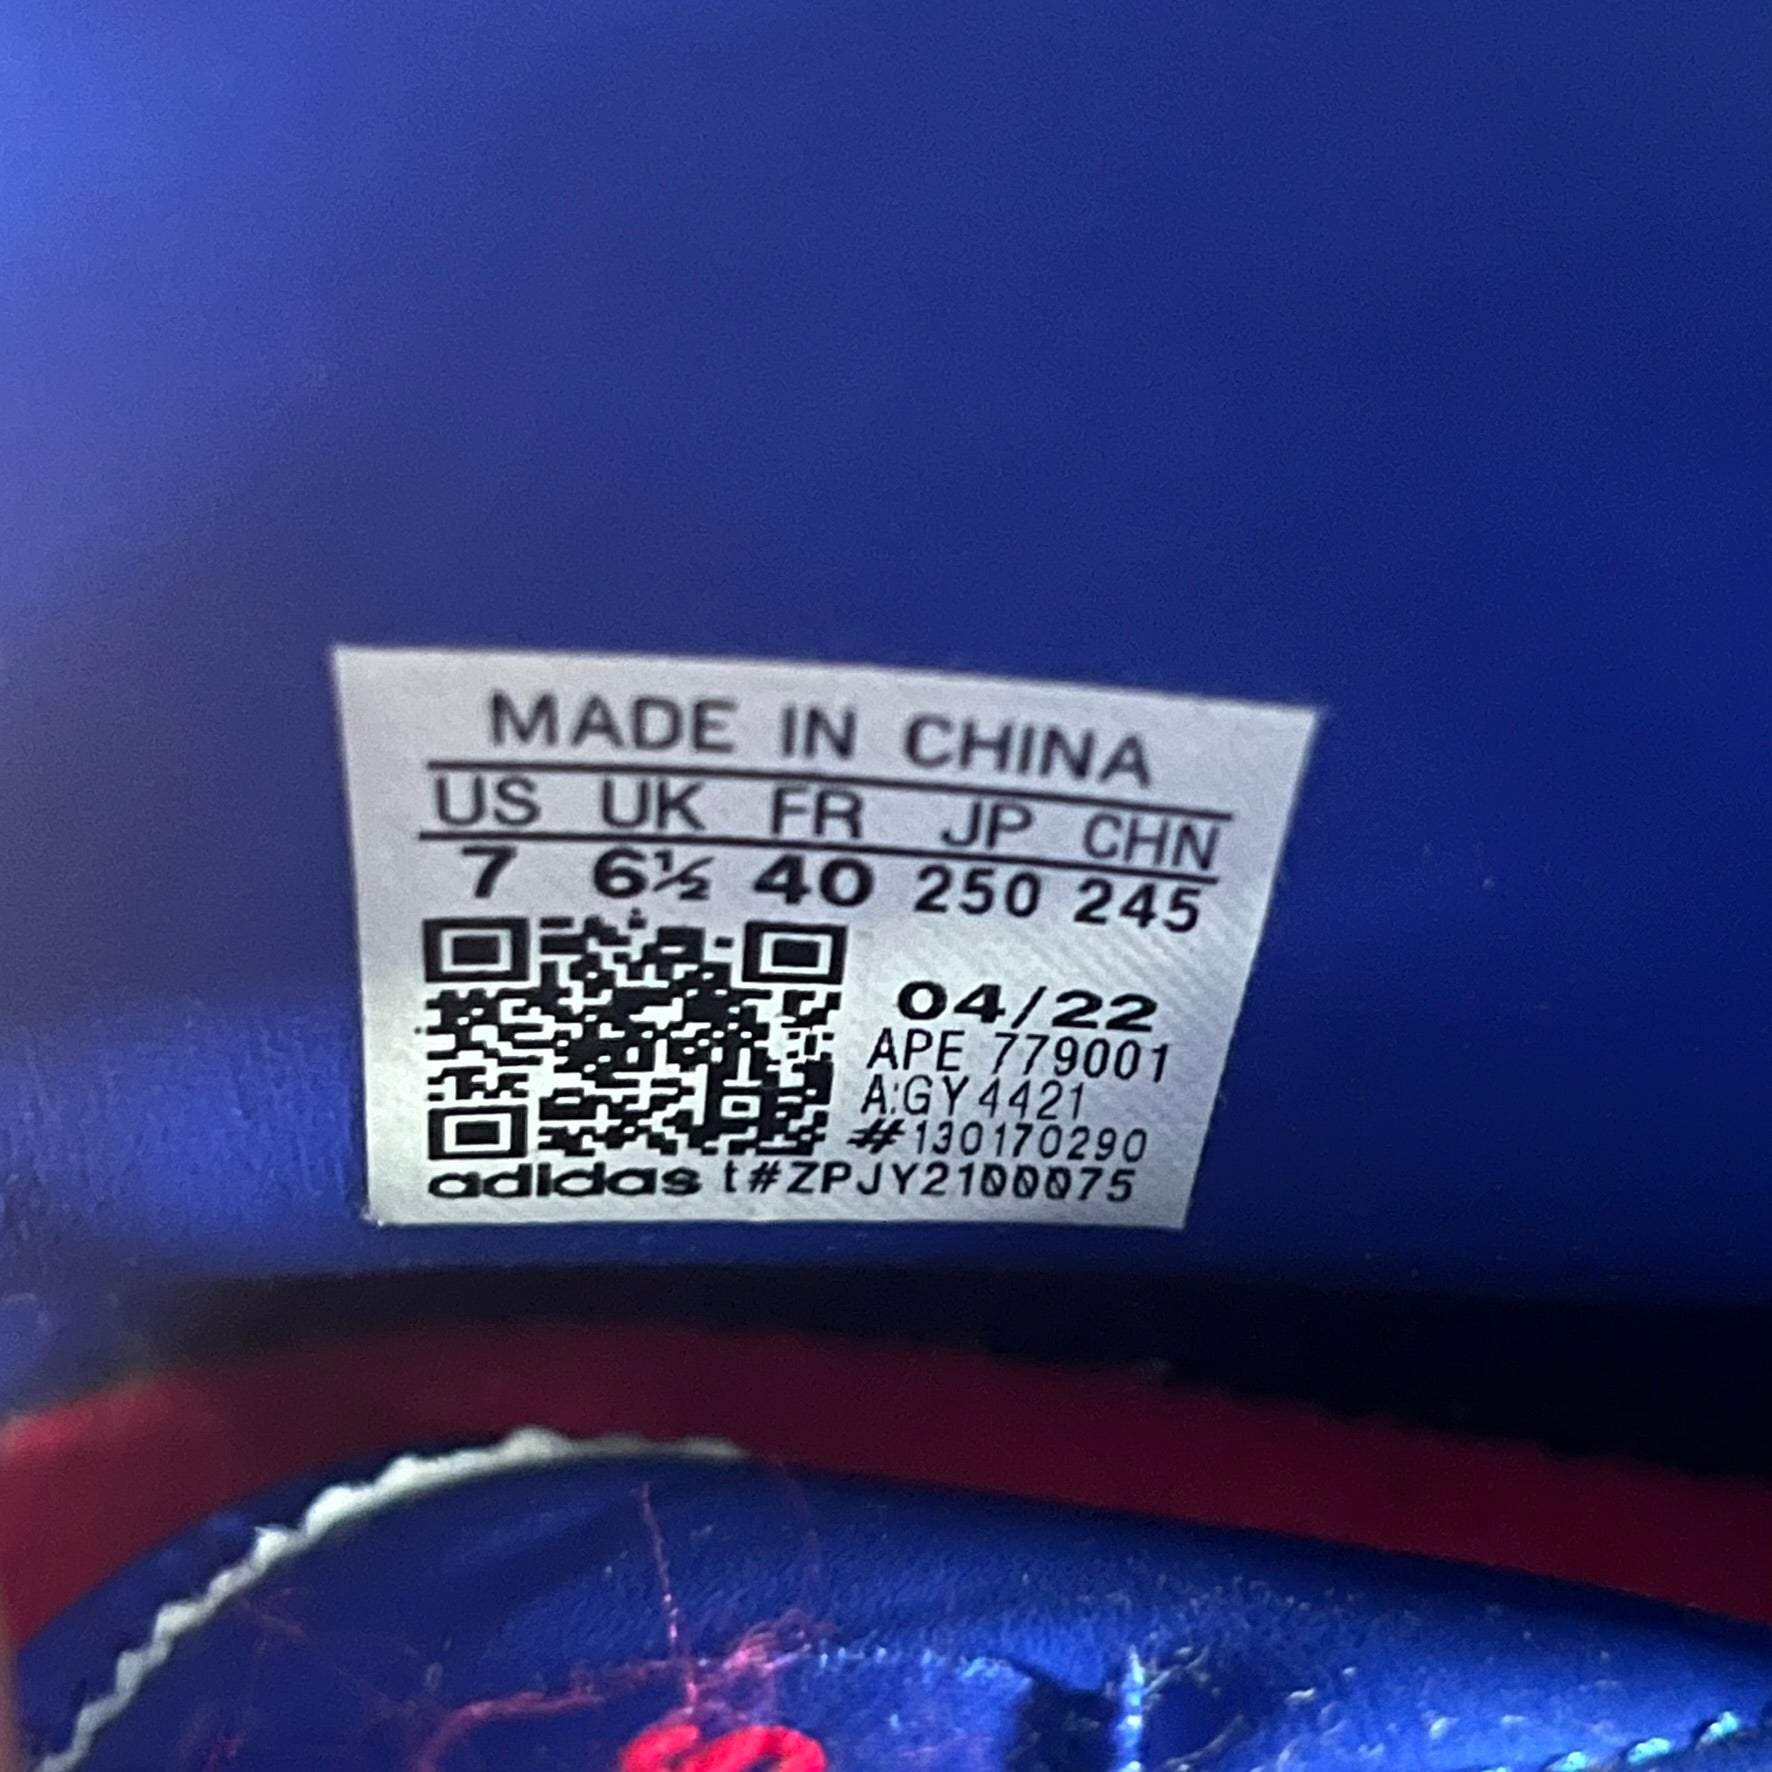 MADE IN CHINA
US UK FR JP CHN
7 6½ 40 250 245
04/22
APE 779001
A:GY4421
#130170290
adidas t#ZPJY2100075